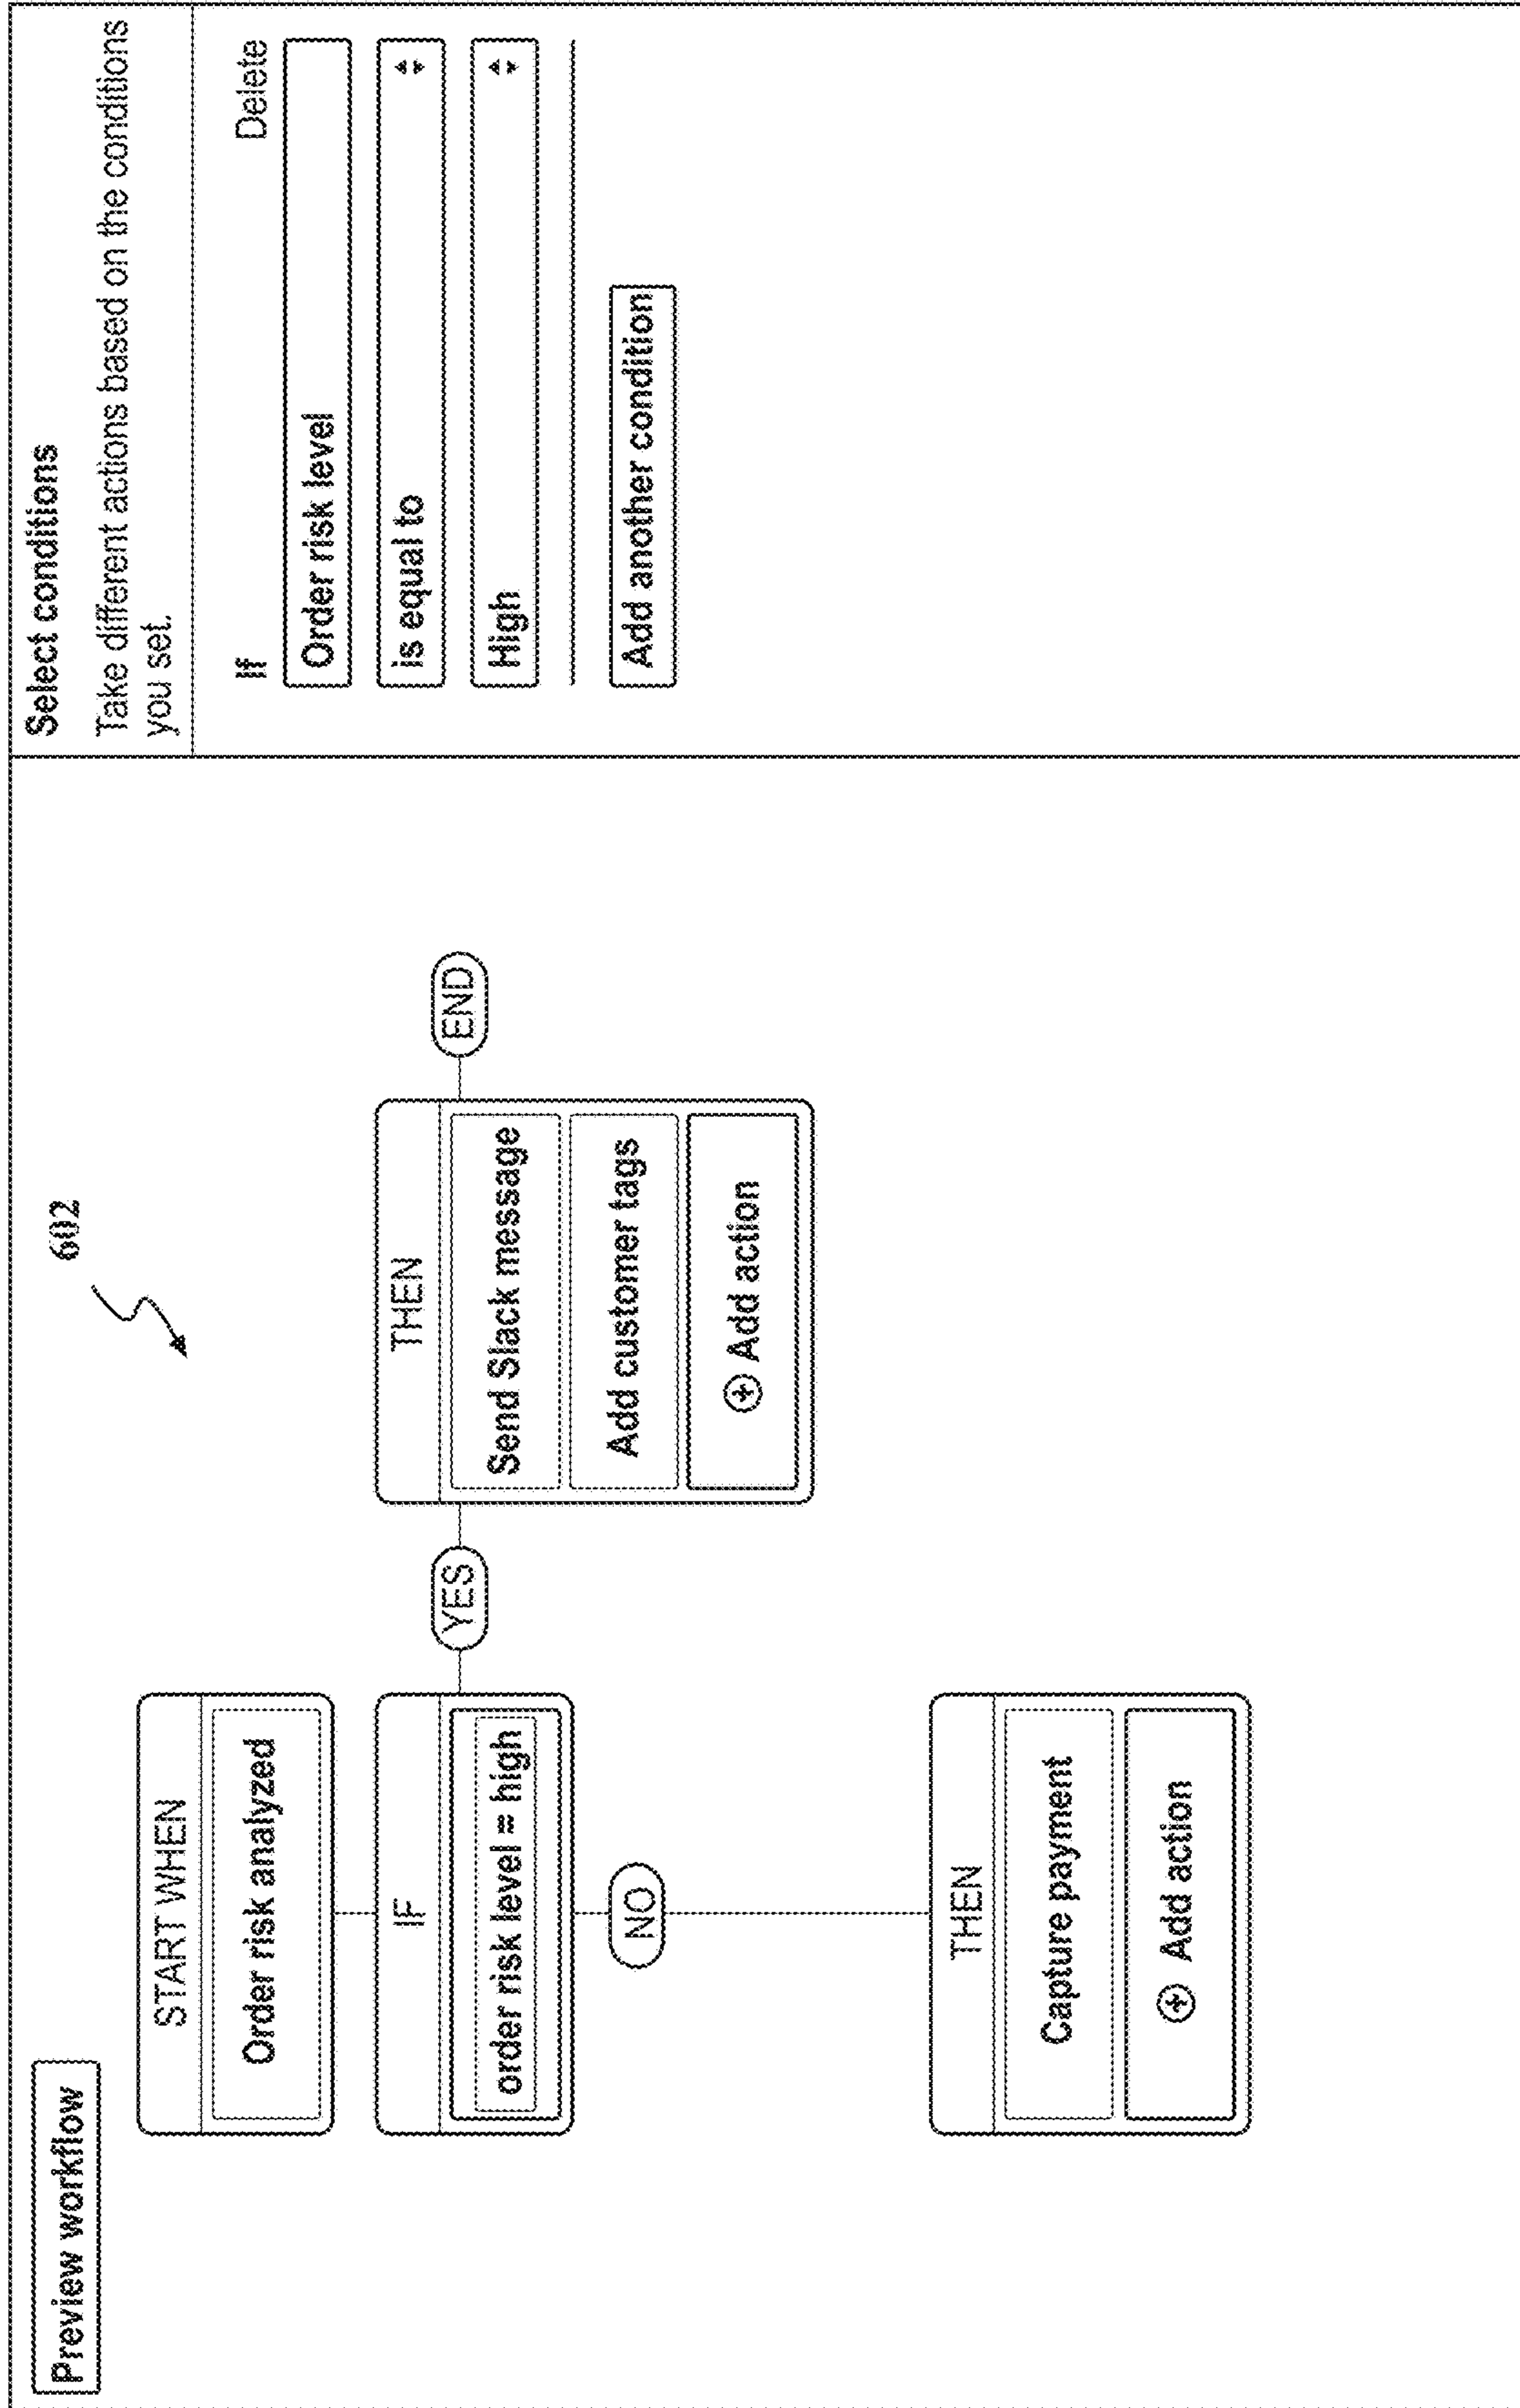 Preview workflow
602
START WHEN
Order risk analyzed
IF
order risk level = high
YES
THEN
Send Slack message
Add customer tags
Add action
END
NO
THEN
Capture payment
Add action
Select conditions
Take different actions based on the conditions
you set.
If Delete
Order risk level
is equal to
High
Add another condition